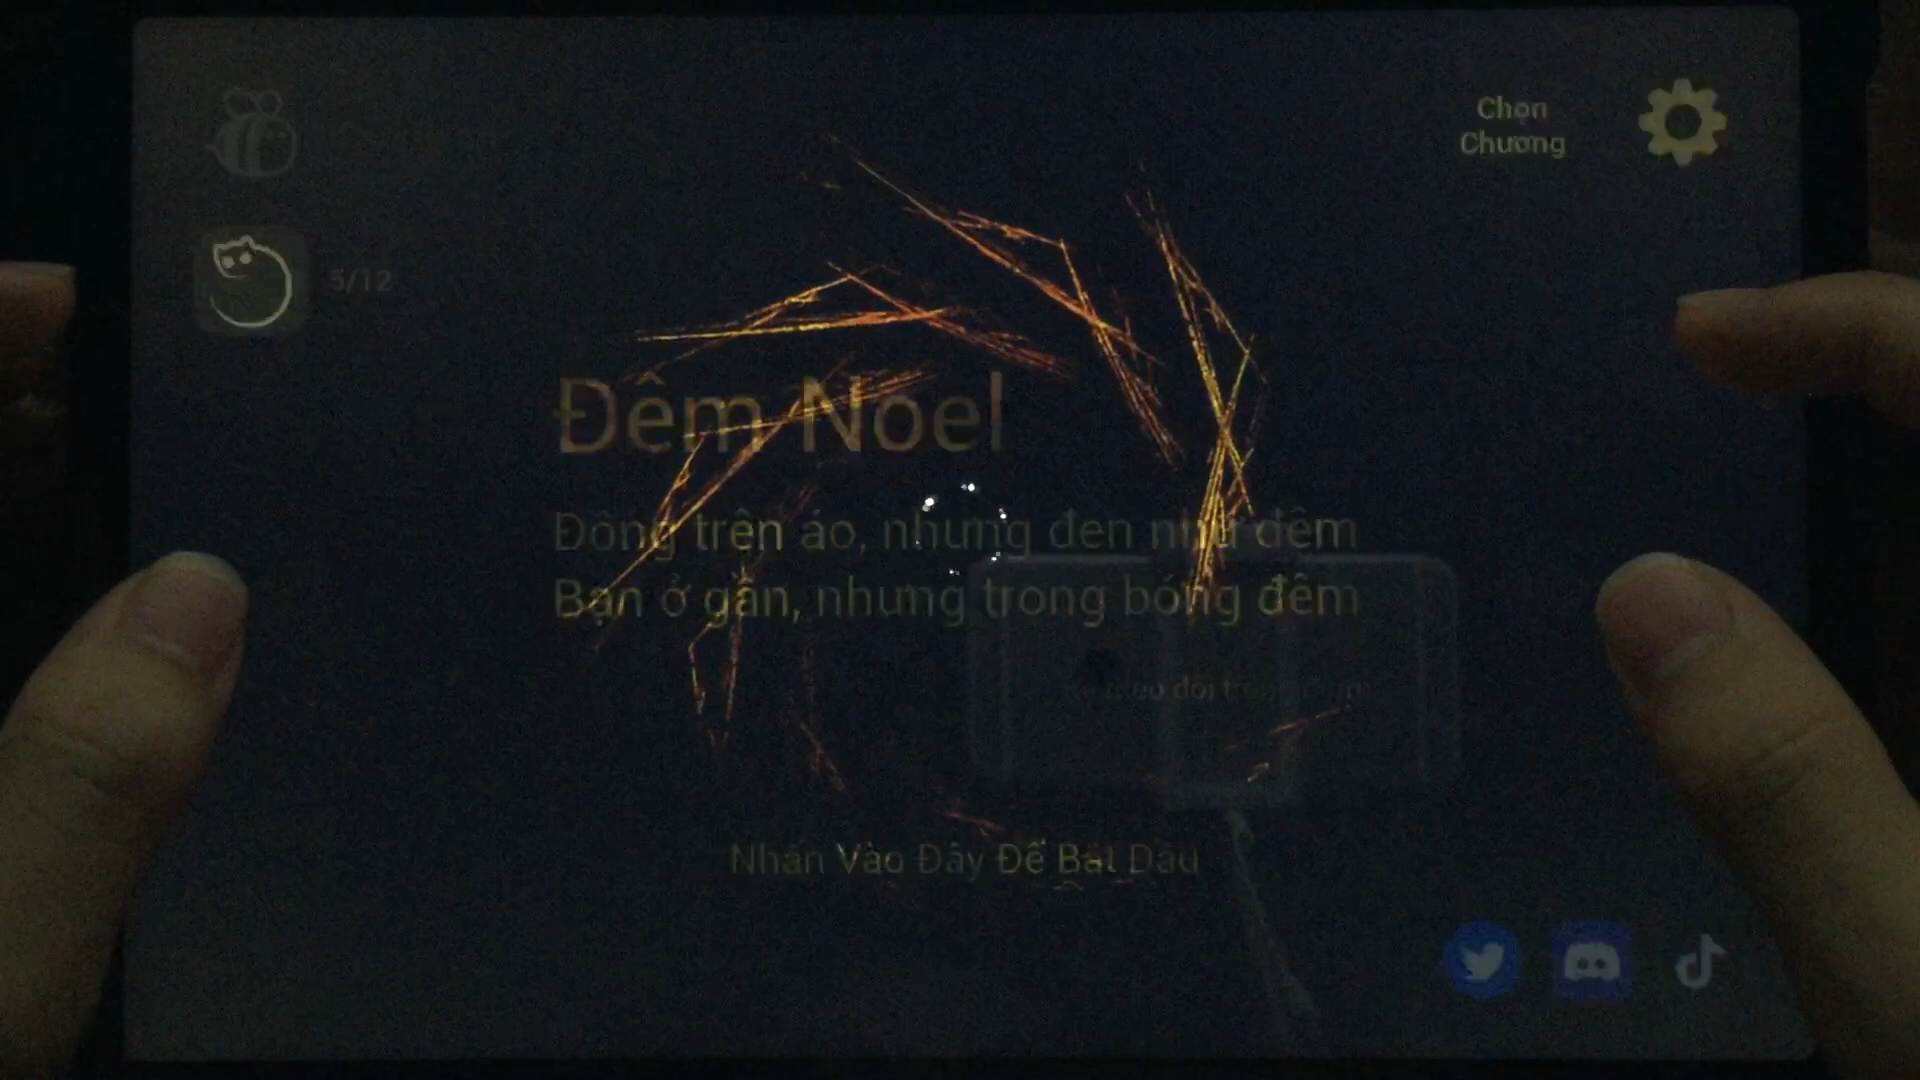 Chọn
Chương
5/12
Đêm Noel
Đông trên áo, nhưng đen như đêm
Bạn ở gần, nhưng trong bóng đêm
Nhấn Vào Đây Để Bắt Đầu